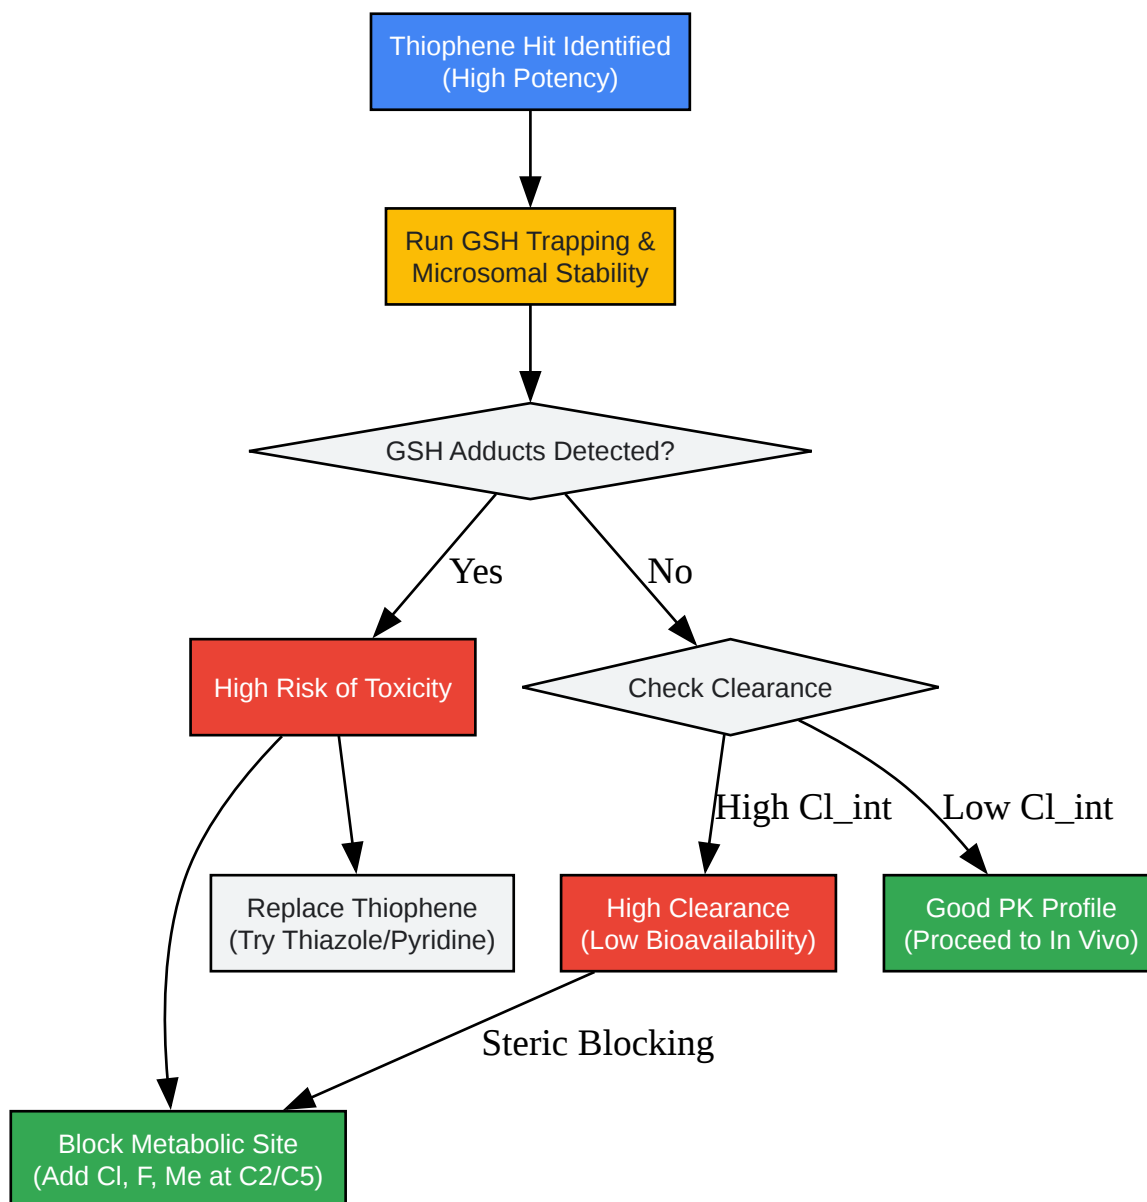 Thiophene Hit Identified
(High Potency)
Run GSH Trapping &
Microsomal Stability
GSH Adducts Detected?
Yes
No
High Risk of Toxicity
Check Clearance
High Cl_int
Low Cl_int
Replace Thiophene
(Try Thiazole/Pyridine)
High Clearance
(Low Bioavailability)
Good PK Profile
(Proceed to In Vivo)
Steric Blocking
Block Metabolic Site
(Add Cl, F, Me at C2/C5)